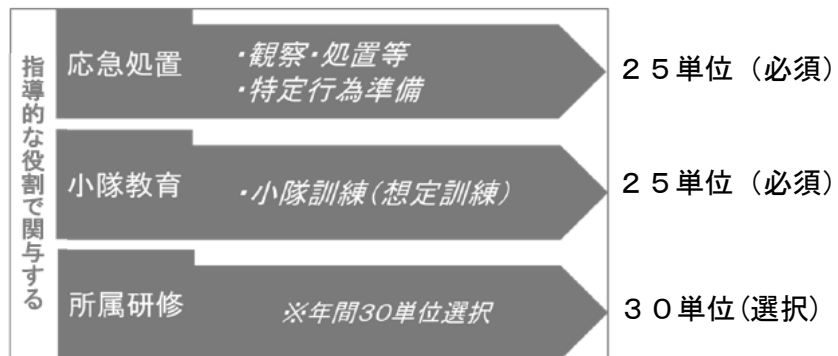 指導的な役割で関与する
応急処置
・観察・処置等
・特定行為準備
２５単位（必須）
小隊教育
・小隊訓練（想定訓練）
２５単位（必須）
所属研修
※年間30単位選択
３０単位(選択)